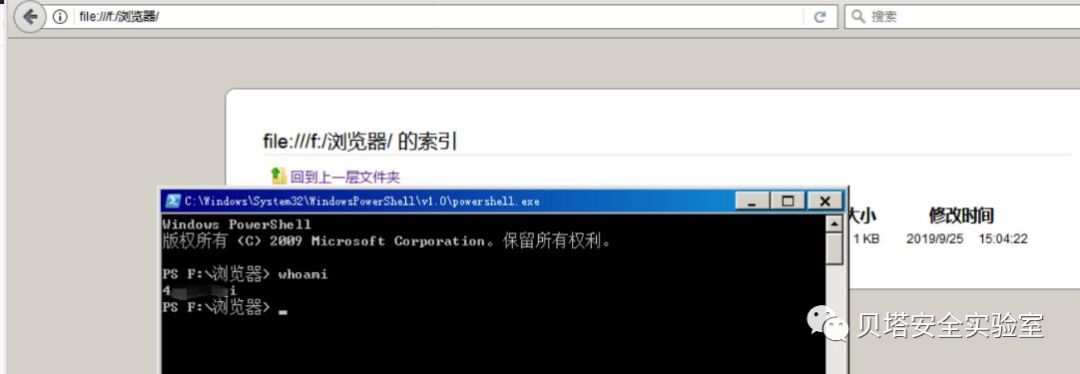 file:///f:/浏览器/
搜索
file:///f:/浏览器/ 的索引
回到上一层文件夹
C:\Windows\System32\WindowsPowerShell\v1.0\powershell.exe
大小 修改时间
1 KB 2019/9/25 15:04:22
Windows PowerShell
版权所有 (C) 2009 Microsoft Corporation。保留所有权利。
PS F:\浏览器> whoami
PS F:\浏览器>
贝塔安全实验室